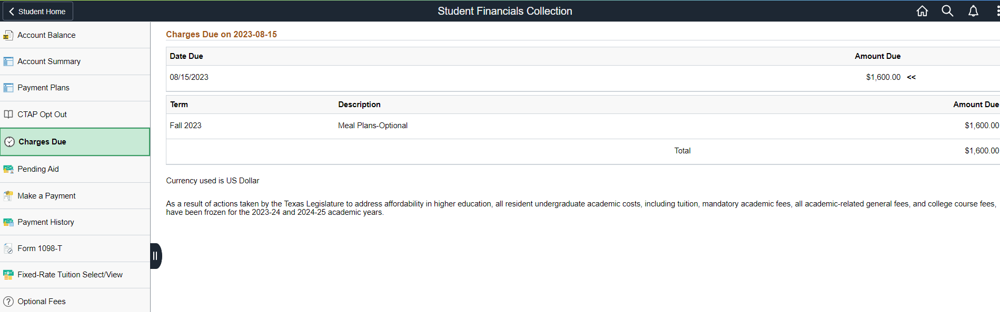 Student Home
Student Financials Collection
Account Balance
Account Summary
Payment Plans
CTAP Opt Out
Charges Due
Pending Aid
Make a Payment
Payment History
Form 1098-T
Fixed-Rate Tuition Select/View
Optional Fees
Charges Due on 2023-08-15
Date Due Amount Due
08/15/2023 $1,600.00 <<
Term Description Amount Due
Fall 2023 Meal Plans-Optional $1,600.00
Total $1,600.00
Currency used is US Dollar
As a result of actions taken by the Texas Legislature to address affordability in higher education, all resident undergraduate academic costs, including tuition, mandatory academic fees, all academic-related general fees, and college course fees,
have been frozen for the 2023-24 and 2024-25 academic years.